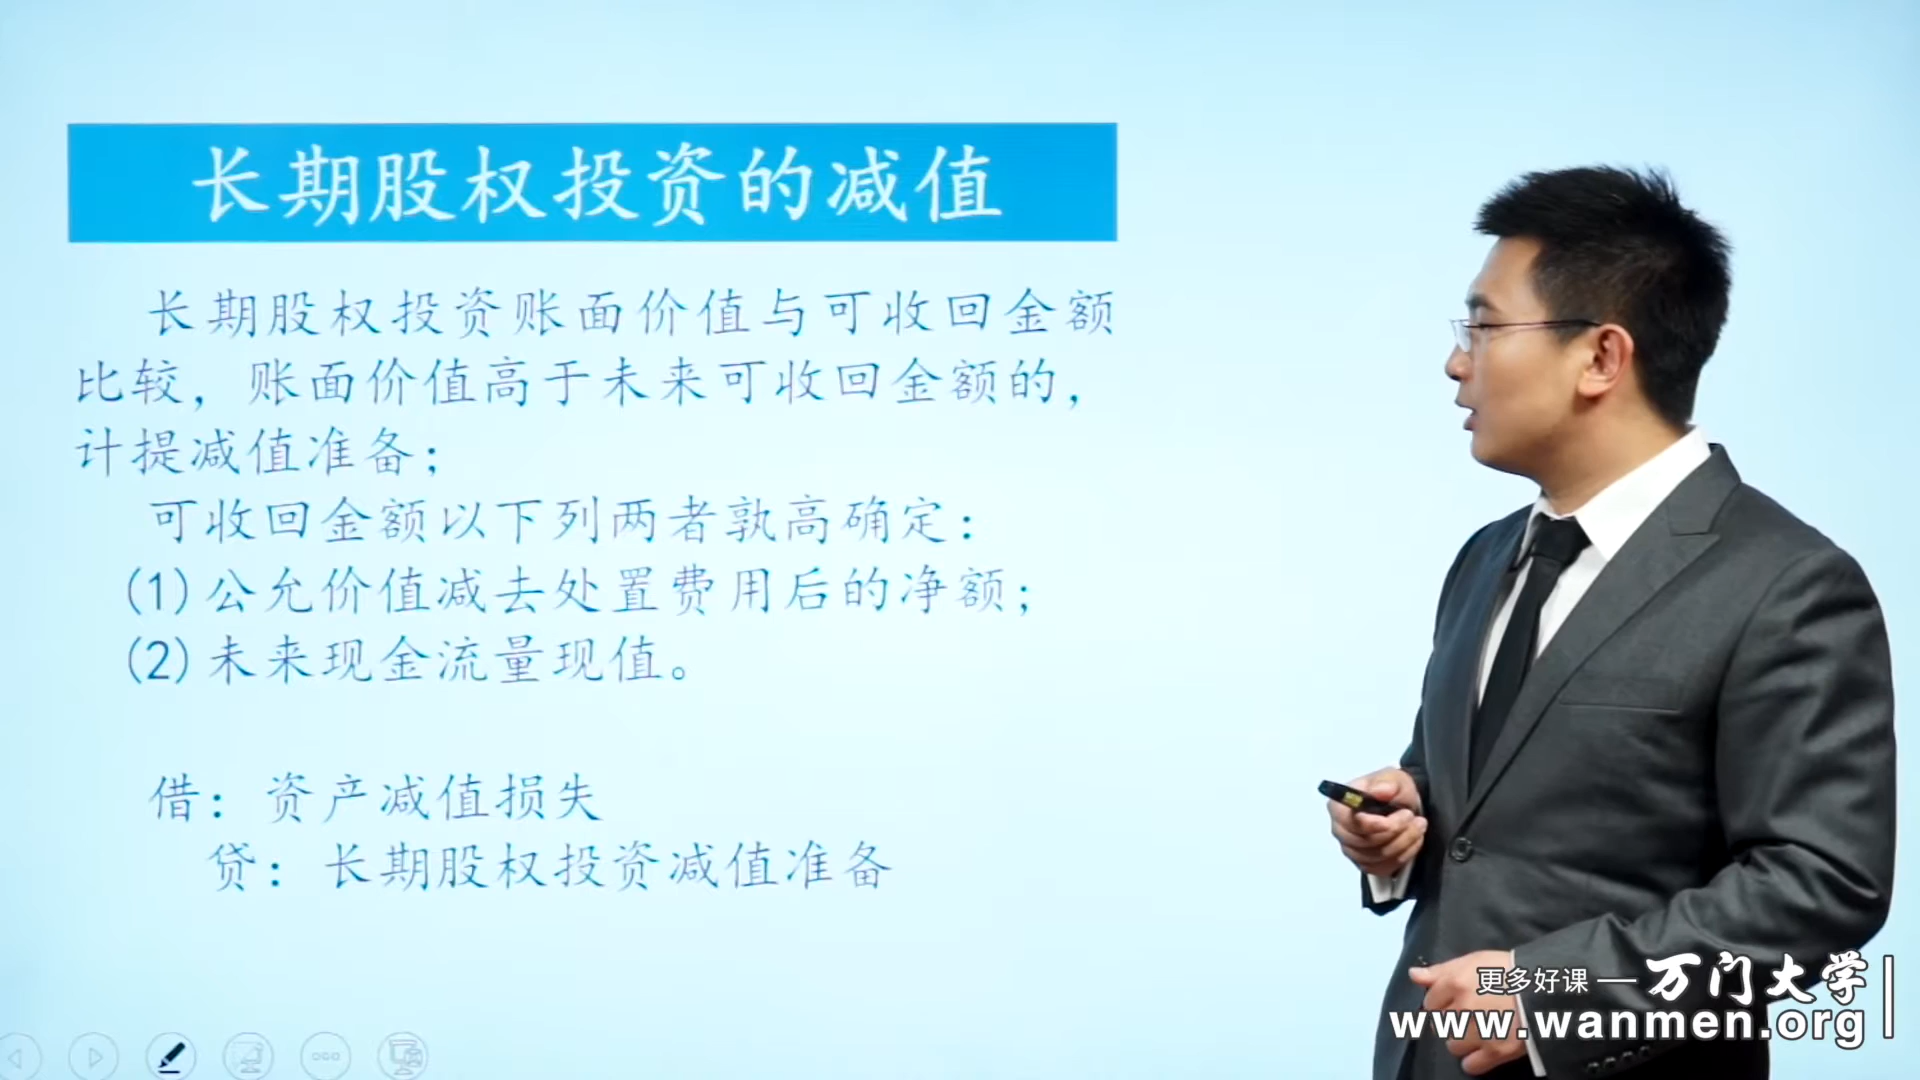 长期股权投资的减值
长期股权投资账面价值与可收回金额
比较，账面价值高于未来可收回金额的，
计提减值准备；
可收回金额以下列两者孰高确定：
(1)公允价值减去处置费用后的净额；
(2)未来现金流量现值。
借：资产减值损失
贷：长期股权投资减值准备
更多好课—万门大学
www.wanmen.org